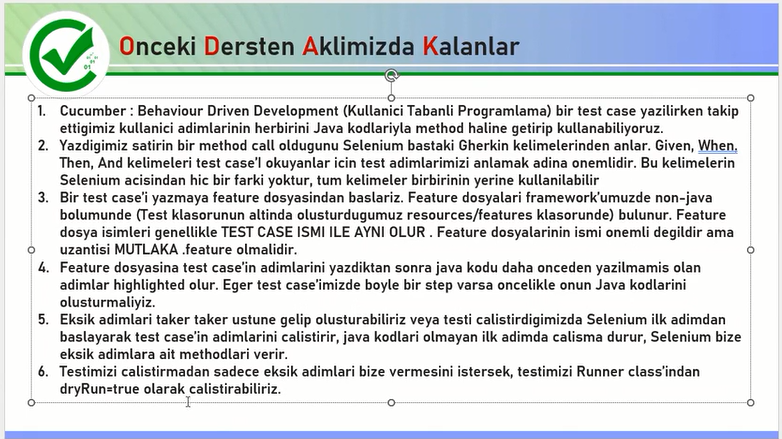 Onceki Dersten Aklimizda Kalanlar
1. Cucumber : Behaviour Driven Development (Kullanici Tabanli Programlama) bir test case yazilirken takip
ettigimiz kullanici adimlarinin herbirini Java kodlariyla method haline getirip kullanabiliyoruz.
2. Yazdigimiz satirin bir method call oldugunu Selenium bastaki Gherkin kelimelerinden anlar. Given, When,
Then, And kelimeleri test case'I okuyanlar icin test adimlarimizi anlamak adina onemlidir. Bu kelimelerin
Selenium acisindan hic bir farki yoktur, tum kelimeler birbirinin yerine kullanilabilir
3. Bir test case'i yazmaya feature dosyasindan baslariz. Feature dosyalari framework'umuzde non-java
bolumunde (Test klasorunun altinda olusturdugumuz resources/features klasorunde) bulunur. Feature
dosya isimleri genellikle TEST CASE ISMI ILE AYNI OLUR . Feature dosyalarinin ismi onemli degildir ama
uzantisi MUTLAKA .feature olmalidir.
4. Feature dosyasina test case'in adimlarini yazdiktan sonra java kodu daha onceden yazilmamis olan
adimlar highlighted olur. Eger test case'imizde boyle bir step varsa oncelikle onun Java kodlarini
olusturmaliyiz.
5. Eksik adimlari taker taker ustune gelip olusturabiliriz veya testi calistirdigimizda Selenium ilk adimdan
baslayarak test case'in adimlarini calistirir, java kodlari olmayan ilk adimda calisma durur, Selenium bize
eksik adimlara ait methodlari verir.
6. Testimizi calistirmadan sadece eksik adimlari bize vermesini istersek, testimizi Runner class'indan
dryRun=true olarak calistirabiliriz.